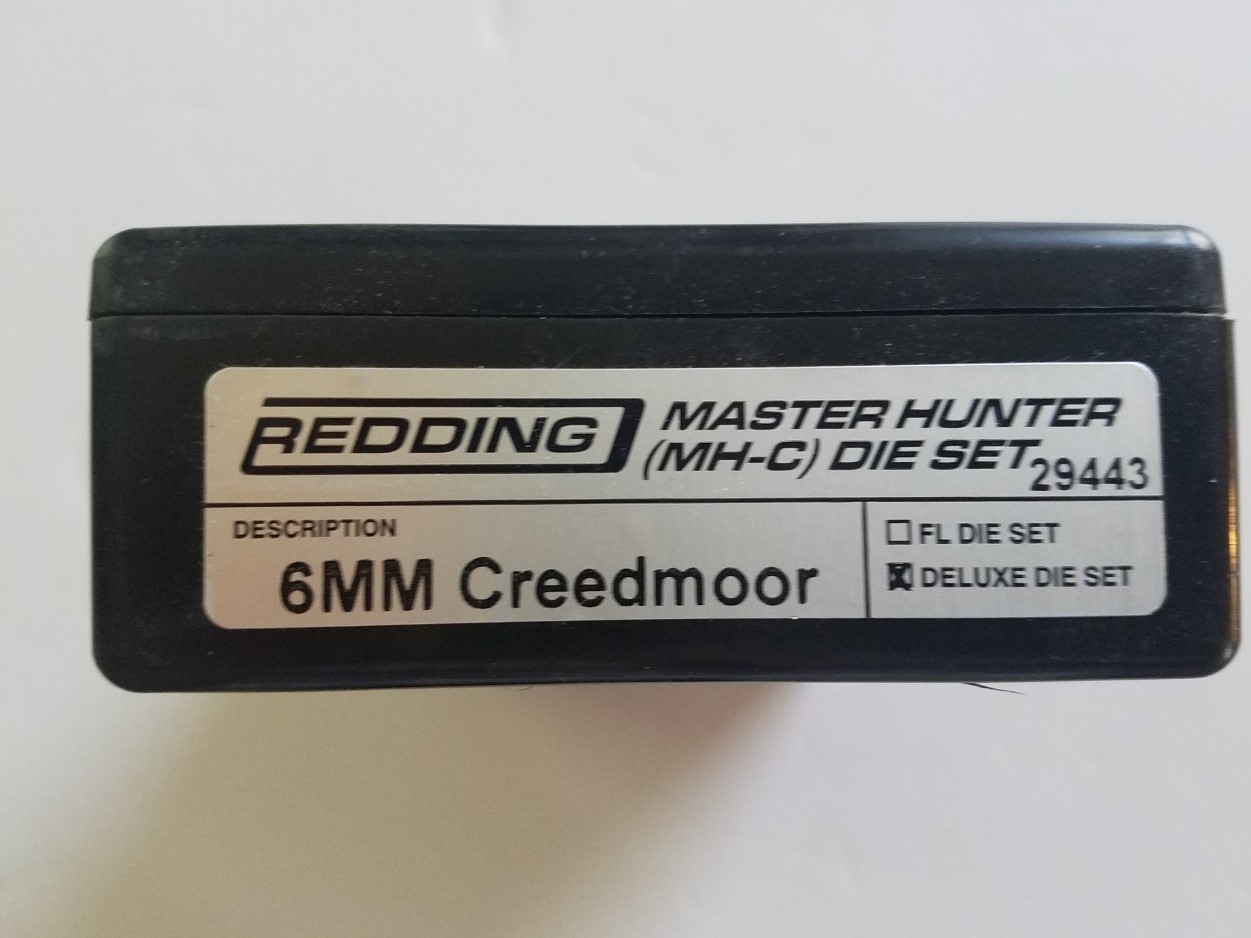 REDDING
MASTER HUNTER
(MH-C) DIE SET
29443
DESCRIPTION
6MM Creedmoor
FL DIE SET
DELUXE DIE SET